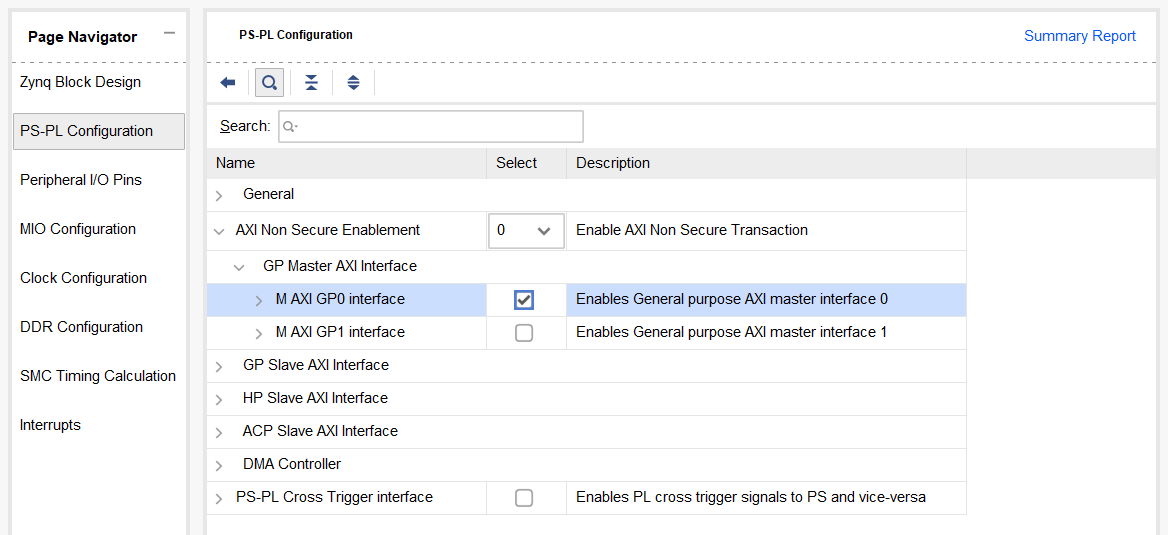 Page Navigator
Zynq Block Design
PS-PL Configuration
Peripheral I/O Pins
MIO Configuration
Clock Configuration
DDR Configuration
SMC Timing Calculation
Interrupts
PS-PL Configuration
Summary Report
Search:
Name Select Description
General
AXI Non Secure Enablement 0 Enable AXI Non Secure Transaction
GP Master AXI Interface
M AXI GP0 interface Enables General purpose AXI master interface 0
M AXI GP1 interface Enables General purpose AXI master interface 1
GP Slave AXI Interface
HP Slave AXI Interface
ACP Slave AXI Interface
DMA Controller
PS-PL Cross Trigger interface Enables PL cross trigger signals to PS and vice-versa